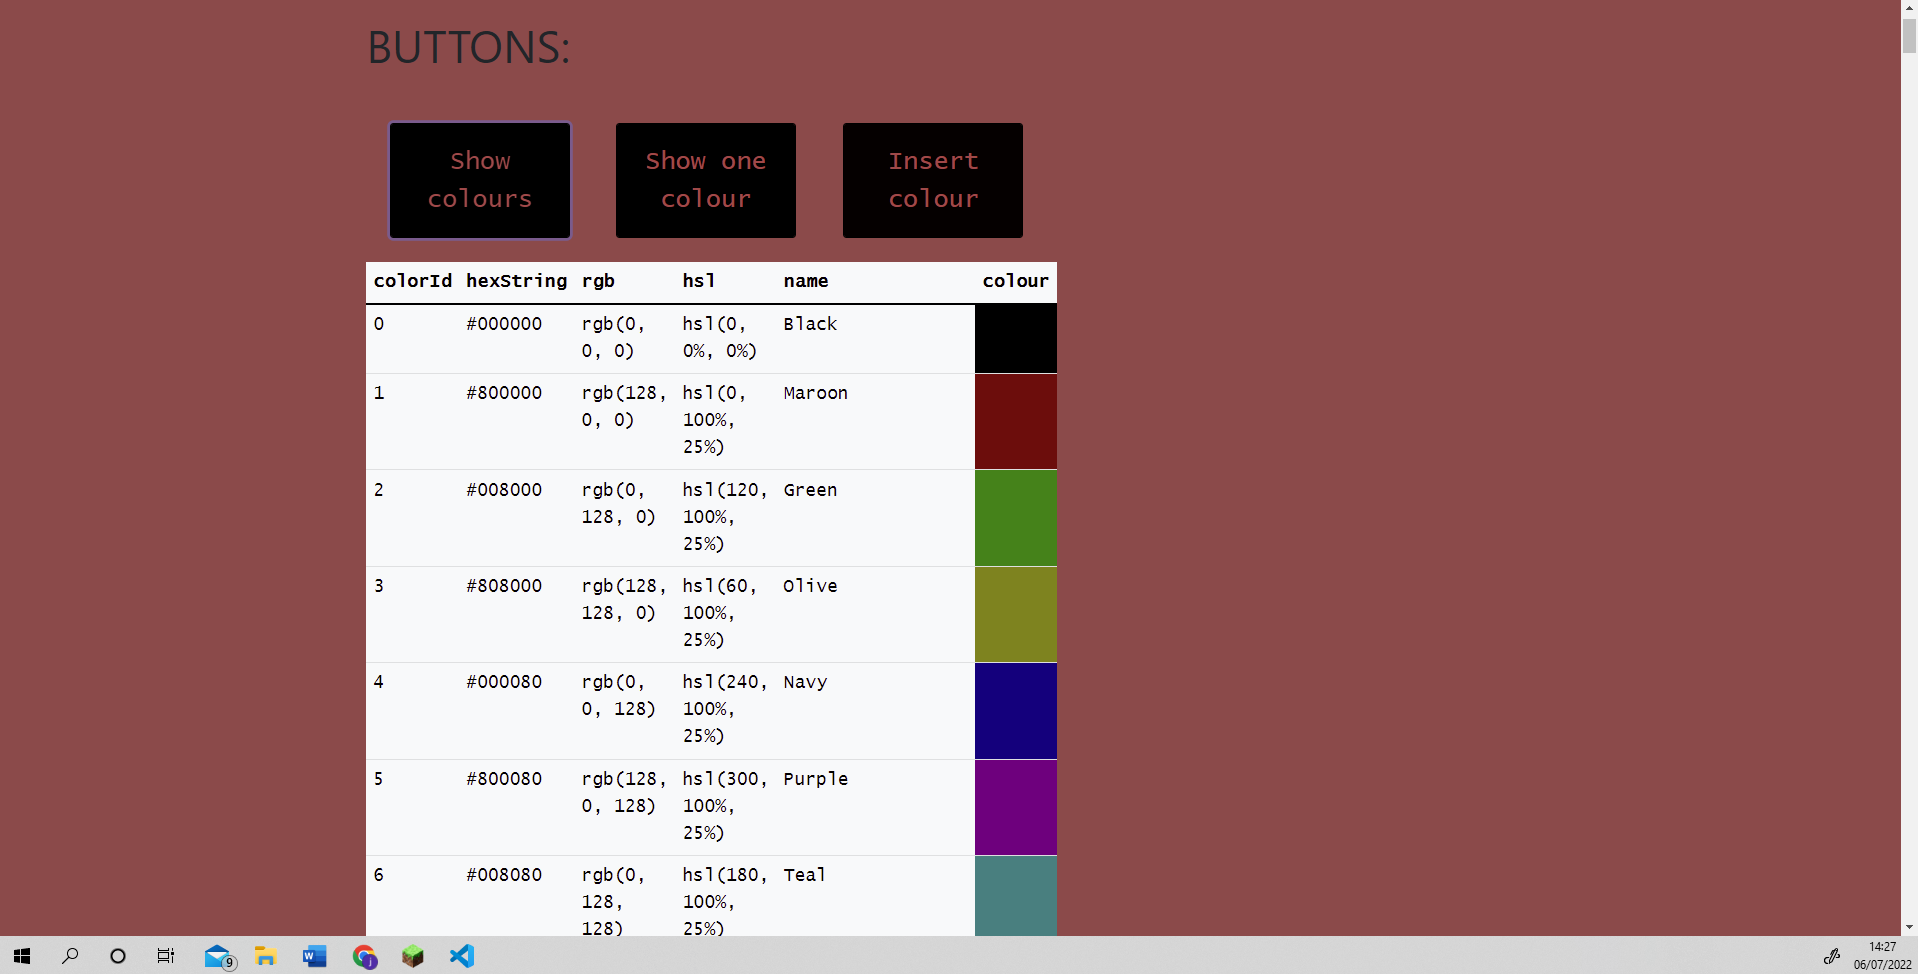 BUTTONS:
Show colours
Show one colour
Insert colour
colorId hexString rgb hsl name colour
0 #000000 rgb(0, 0, 0) hsl(0, 0%, 0%) Black
1 #800000 rgb(128, 0, 0) hsl(0, 100%, 25%) Maroon
2 #008000 rgb(0, 128, 0) hsl(120, 100%, 25%) Green
3 #808000 rgb(128, 128, 0) hsl(60, 100%, 25%) Olive
4 #000080 rgb(0, 0, 128) hsl(240, 100%, 25%) Navy
5 #800080 rgb(128, 0, 128) hsl(300, 100%, 25%) Purple
6 #008080 rgb(0, 128, 128) hsl(180, 100%, 25%) Teal
9
W
j
14:27
06/07/2022